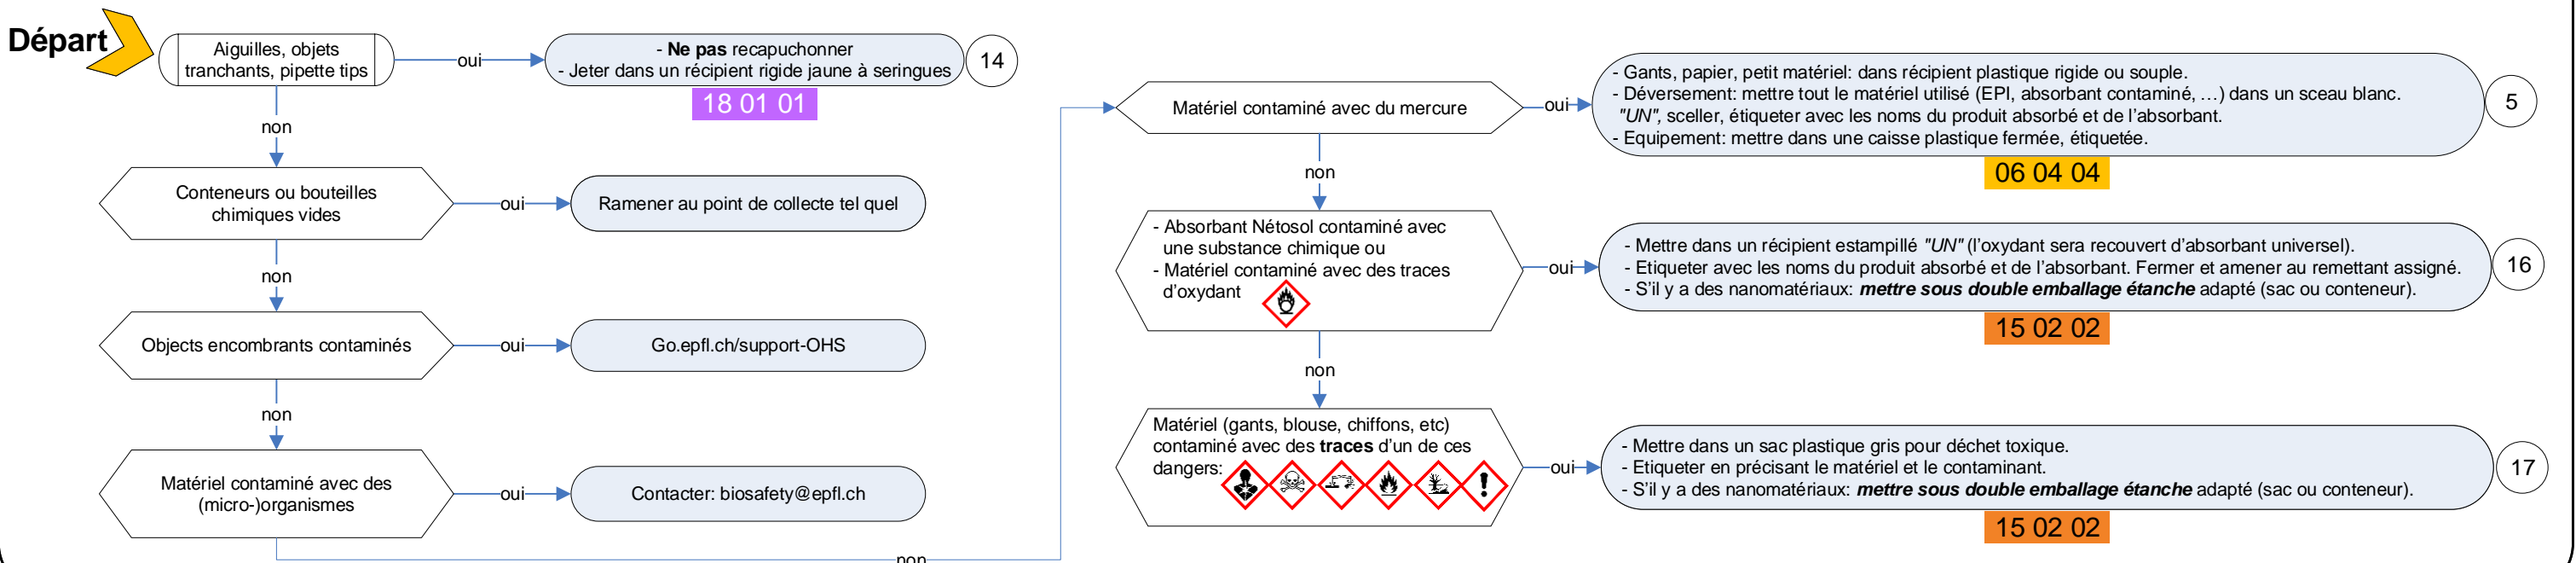 Départ
Aiguilles, objets
tranchants, pipette tips
oui
- Ne pas recapuchonner
- Jeter dans un récipient rigide jaune à seringues
14
18 01 01
non
Conteneurs ou bouteilles
chimiques vides
oui
Ramener au point de collecte tel quel
non
Objects encombrants contaminés
oui
Go.epfl.ch/support-OHS
non
Matériel contaminé avec des
(micro-)organismes
oui
Contacter: biosafety@epfl.ch
non
Matériel contaminé avec du mercure
oui
- Gants, papier, petit matériel: dans récipient plastique rigide ou souple.
- Déversement: mettre tout le matériel utilisé (EPI, absorbant contaminé, …) dans un sceau blanc.
"UN", sceller, étiqueter avec les noms du produit absorbé et de l'absorbant.
- Equipement: mettre dans une caisse plastique fermée, étiquetée.
5
06 04 04
non
- Absorbant Nétosol contaminé avec
une substance chimique ou
- Matériel contaminé avec des traces
d'oxydant
oui
- Mettre dans un récipient estampillé "UN" (l'oxydant sera recouvert d'absorbant universel).
- Etiqueter avec les noms du produit absorbé et de l'absorbant. Fermer et amener au remettant assigné.
- S'il y a des nanomatériaux: mettre sous double emballage étanche adapté (sac ou conteneur).
16
15 02 02
non
Matériel (gants, blouse, chiffons, etc)
contaminé avec des traces d'un de ces
dangers:
oui
- Mettre dans un sac plastique gris pour déchet toxique.
- Etiqueter en précisant le matériel et le contaminant.
- S'il y a des nanomatériaux: mettre sous double emballage étanche adapté (sac ou conteneur).
17
15 02 02